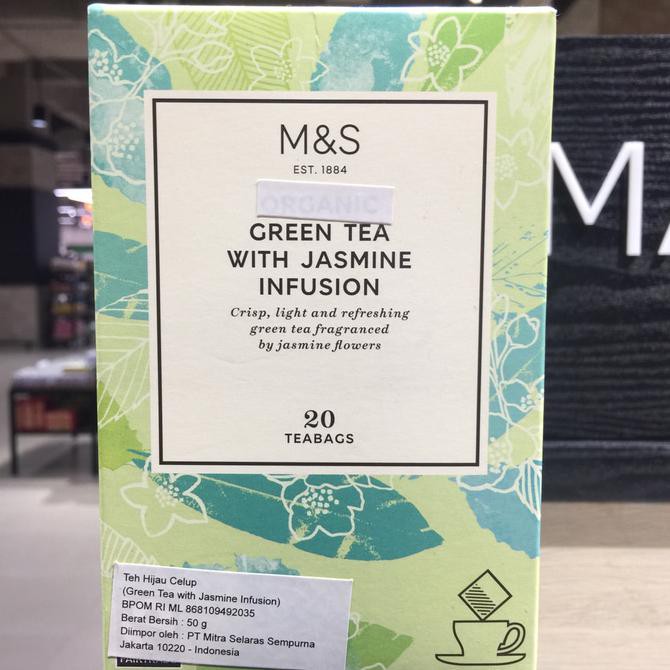 M&S
EST. 1884
ORGANIC
GREEN TEA
WITH JASMINE
INFUSION
Crisp, light and refreshing
green tea fragranced
by jasmine flowers
20
TEABAGS
MA
Teh Hijau Celup
(Green Tea with Jasmine Infusion)
BPOM RI ML 868109492035
Berat Bersih : 50 g
Diimpor oleh : PT Mitra Selaras Sempurna
Jakarta 10220 - Indonesia